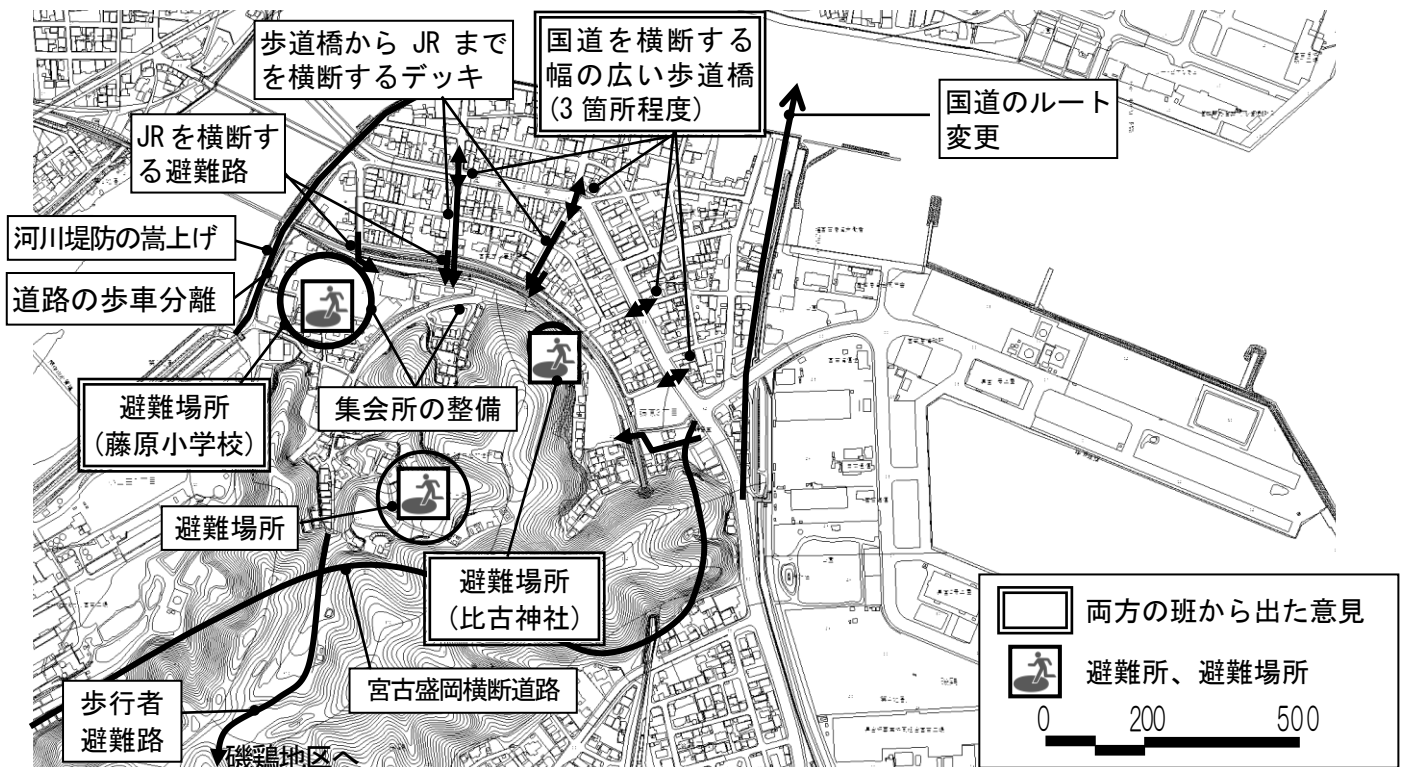 歩道橋から JR まで
を横断するデッキ
国道を横断する
幅の広い歩道橋
(3 箇所程度)
国道のルート
変更
JR を横断す
る避難路
河川堤防の嵩上げ
道路の歩車分離
避難場所
(藤原小学校)
集会所の整備
避難場所
避難場所
(比古神社)
宮古盛岡横断道路
歩行者
避難路
磯鶏地区へ
両方の班から出た意見
避難所、避難場所
0 200 500